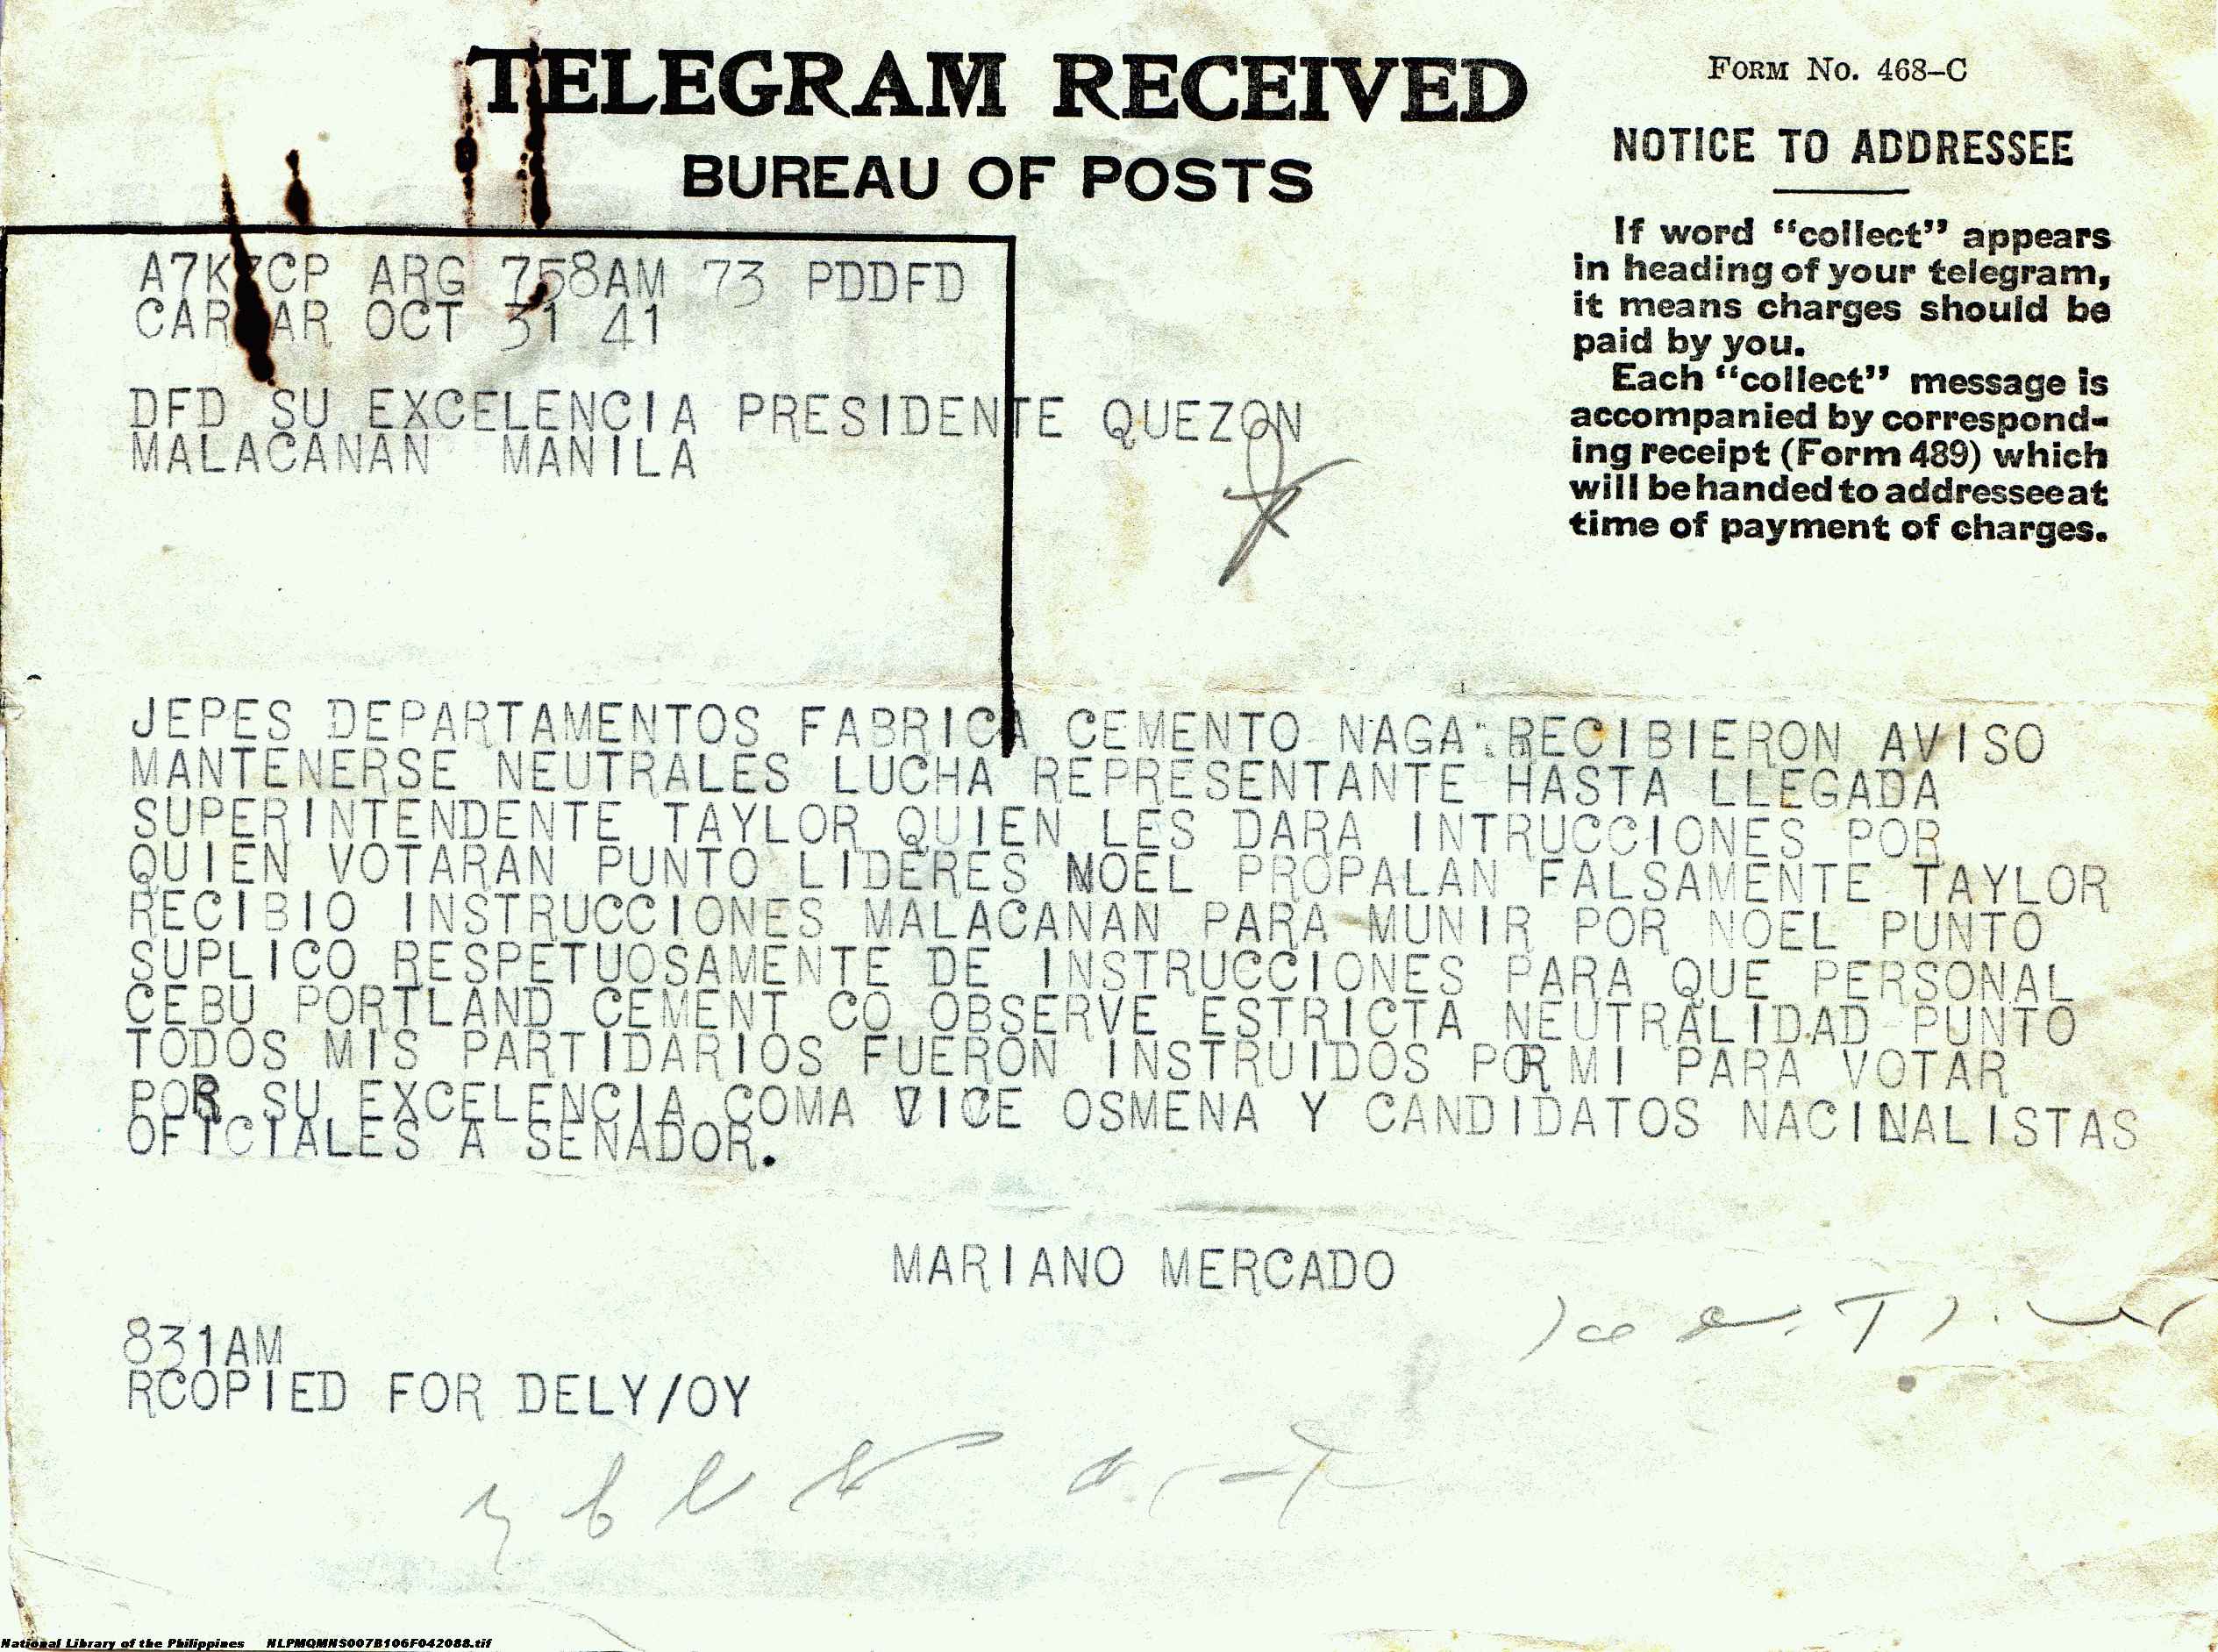 TELEGRAM RECEIVED
BUREAU OF POSTS
FORM NO. 468-C
NOTICE TO ADDRESSEE
If word "collect" appears
in heading of your telegram,
it means charges should be
paid by you.
Each "collect" message is
accompanied by correspond-
ing receipt (Form 489) which
will be handed to addressee at
time of payment of charges.
ARG 758AM 73 PDDFD
OCT 31 41
DFD SU EXCELENCIA PRESIDENTE QUEZON
MALACANAN MANILA
JEPES DEPARTAMENTOS FABRICA CEMENTO NAGA RECIBIERON AVISO
MANTENERSE NEUTRALES LUCHA REPRESENTANTE HASTA LLEGADA
SUPERINTENDENTE TAYLOR QUIEN LES DARA INTRUCCIONES POR
QUIEN VOTARAN PUNTO LIDERES NOEL PROPALAN FALSAMENTE TAYLOR
RECIBIO INSTRUCCIONES MALACANAN PARA MUNIR POR NOEL PUNTO
SUPLICO RESPETUOSAMENTE DE INSTRUCCIONES PARA QUE PERSONAL
CEBU PORTLAND CEMENT CO OBSERVE ESTRICTA NEUTRALIDAD PUNTO
TODOS MIS PARTIDARIOS FUERON INSTRUIDOS POR MI PARA VOTAR
POR SU EXCELENCIA COMA VICE OSMENA Y CANDIDATOS NACINALISTAS
OFICIALES A SENADOR.
MARIANO MERCADO
831AM
RCOPIED FOR DELY/OY
National Library of the Philippines NLPMQMNS007B106F042088.tif